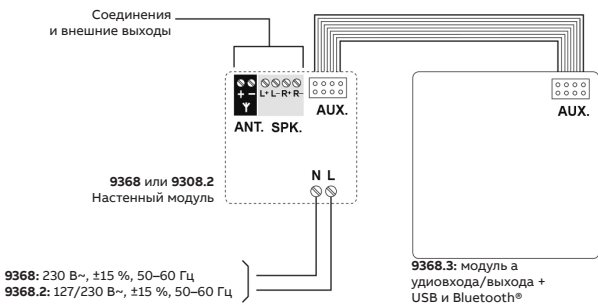 Соединения
и внешние выходы
+ –
L+ L– R+ R–
ANT. SPK.
AUX.
AUX.
9368 или 9308.2
Настенный модуль
N L
9368: 230 В~, ±15 %, 50–60 Гц
9368.2: 127/230 В~, ±15 %, 50–60 Гц
9368.3: модуль а
удиовхода/выхода +
USB и Bluetooth®